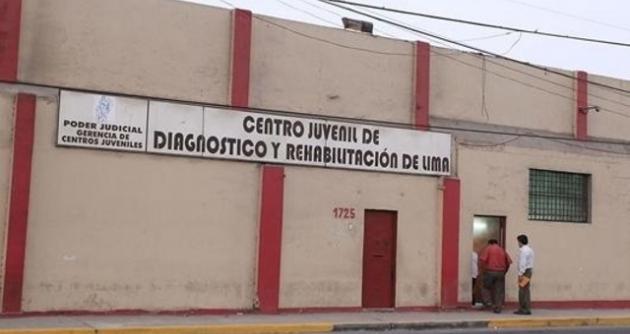 PODER JUDICIAL
GERENCIA DE
CENTROS JUVENILES
CENTRO JUVENIL DE
DIAGNOSTICO Y REHABILITACIÓN DE LIMA
1725